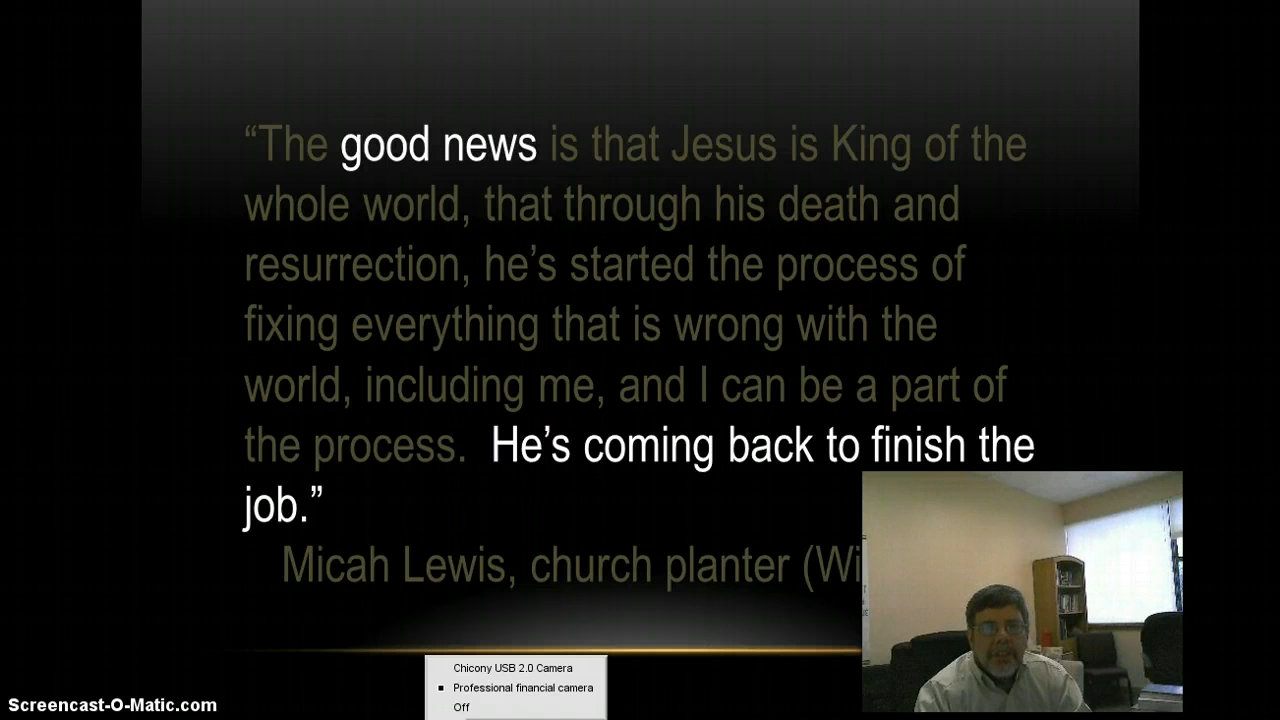 “The good news is that Jesus is King of the
whole world, that through his death and
resurrection, he’s started the process of
fixing everything that is wrong with the
world, including me, and I can be a part of
the process. He’s coming back to finish the
job.”
Micah Lewis, church planter
Chicony USB 2.0 Camera
Professional financial camera
Off
Screencast-O-Matic.com